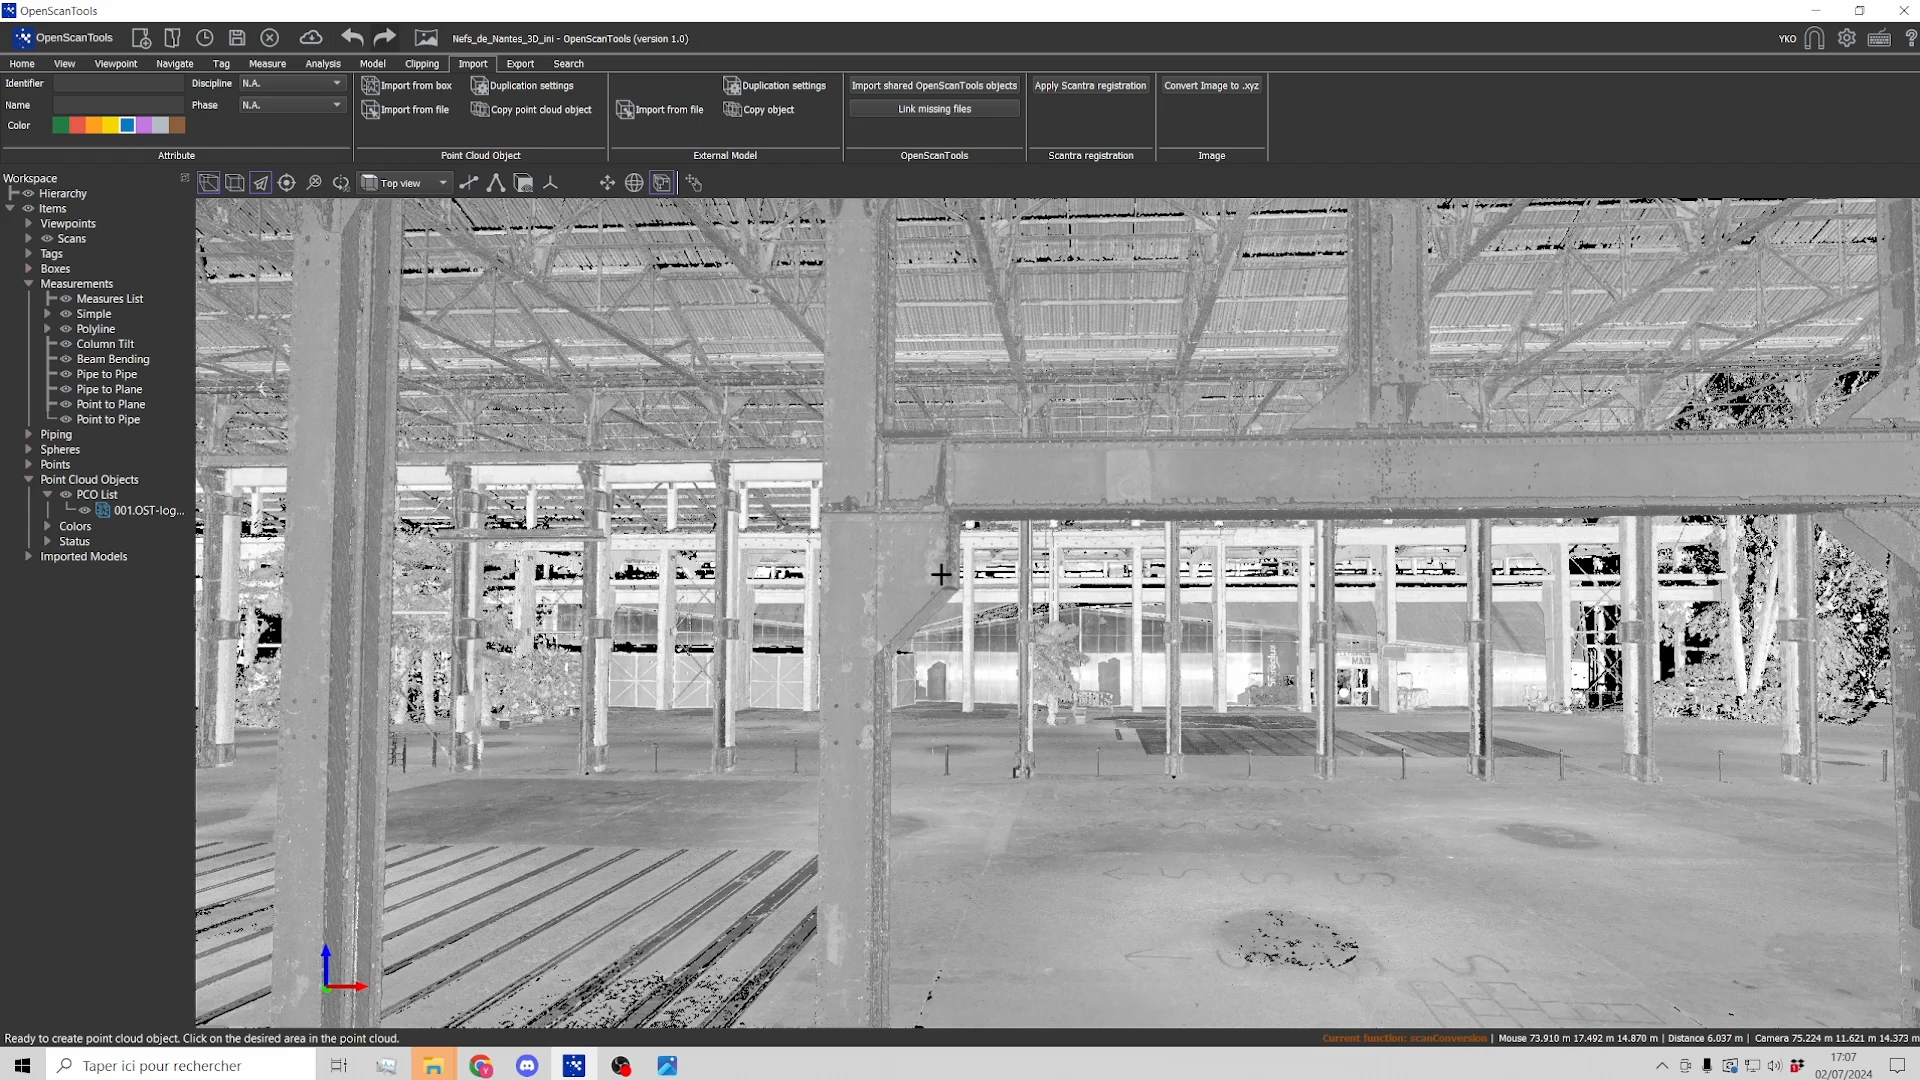 OpenScanTools
OpenScanTools
Nefs_de_Nantes_3D_ini - OpenScanTools (version 1.0)
YKO
?
Home View Viewpoint Navigate Tag Measure Analysis Model Clipping Import Export Search
Identifier Discipline N.A.
Name Phase N.A.
Color
Attribute
Import from box Duplication settings
Import from file Copy point cloud object
Point Cloud Object
Duplication settings
Import from file Copy object
External Model
Import shared OpenScanTools objects
Link missing files
OpenScanTools
Apply Scantra registration
Scantra registration
Convert Image to .xyz
Image
Workspace
Top view
Hierarchy
Items
Viewpoints
Scans
Tags
Boxes
Measurements
Measures List
Simple
Polyline
Column Tilt
Beam Bending
Pipe to Pipe
Pipe to Plane
Point to Plane
Point to Pipe
Piping
Spheres
Points
Point Cloud Objects
PCO List
001.OST-log...
Colors
Status
Imported Models
Ready to create point cloud object. Click on the desired area in the point cloud.
Current function: scanConversion | Mouse 73.910 m 17.492 m 14.870 m | Distance 6.037 m | Camera 75.224 m 11.621 m 14.373 m
Taper ici pour rechercher
17:07
02/07/2024